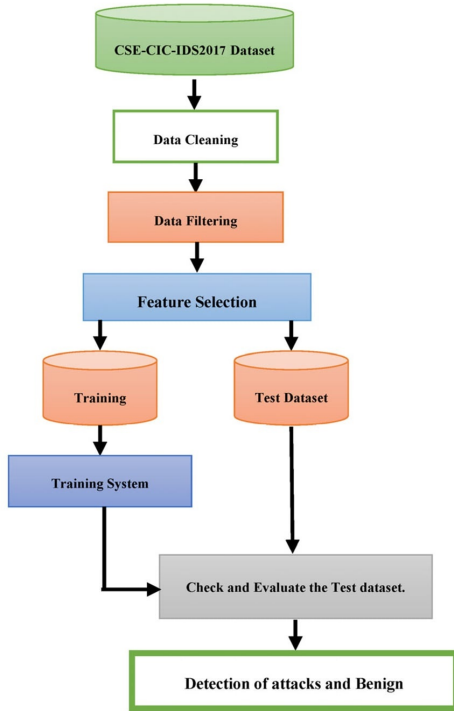 CSE-CIC-IDS2017 Dataset
Data Cleaning
Data Filtering
Feature Selection
Training
Test Dataset
Training System
Check and Evaluate the Test dataset.
Detection of attacks and Benign